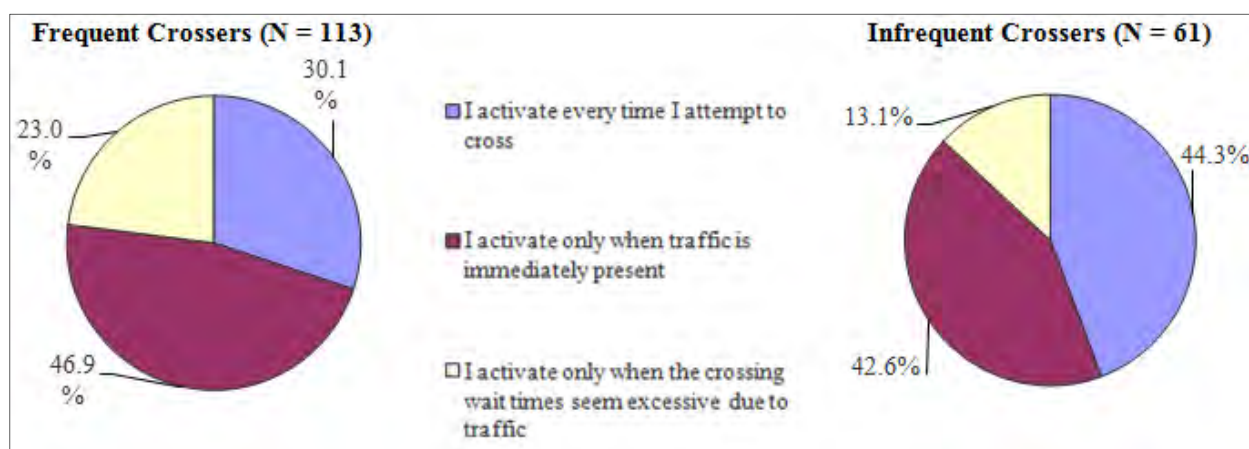 Frequent Crossers (N = 113)
30.1
%
23.0
%
46.9
%
I activate every time I attempt to
cross
I activate only when traffic is
immediately present
I activate only when the crossing
wait times seem excessive due to
traffic
Infrequent Crossers (N = 61)
13.1%
44.3%
42.6%